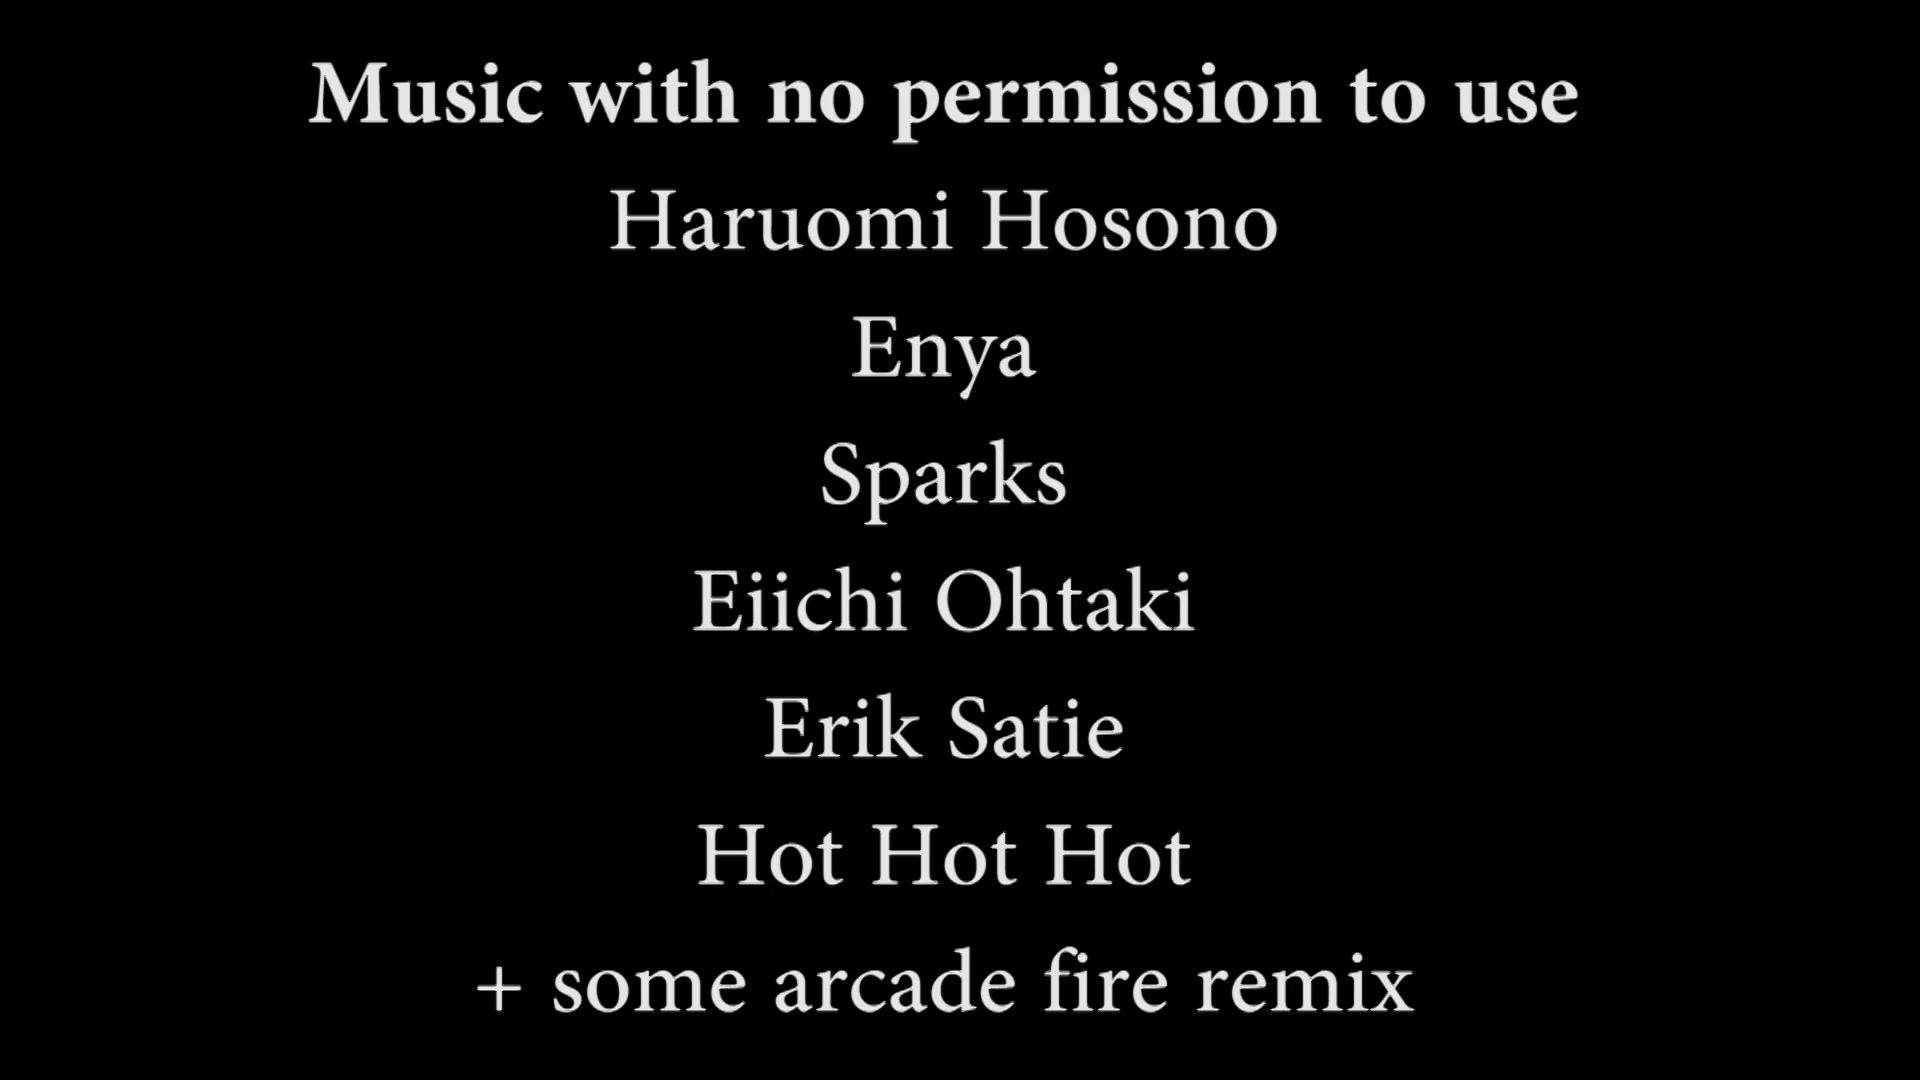 Music with no permission to use
Haruomi Hosono
Enya
Sparks
Eiichi Ohtaki
Erik Satie
Hot Hot Hot
+ some arcade fire remix